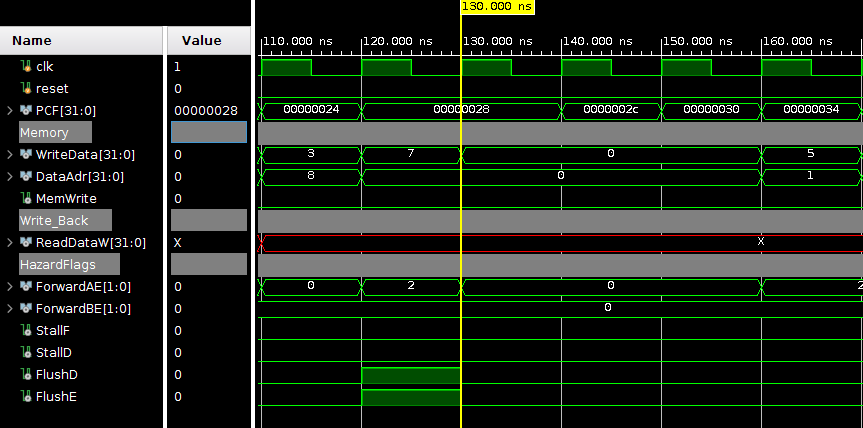 130.000 ns
Name Value
110.000 ns 120.000 ns 130.000 ns 140.000 ns 150.000 ns 160.000 ns
clk 1
reset 0
PCF[31:0] 00000028 00000024 00000028 0000002c 00000030 00000034
Memory
WriteData[31:0] 0 3 7 0 5
DataAdr[31:0] 0 8 0 1
MemWrite 0
Write_Back
ReadDataW[31:0] X X
HazardFlags
ForwardAE[1:0] 0 0 2 0 2
ForwardBE[1:0] 0 0
StallF 0
StallD 0
FlushD 0
FlushE 0